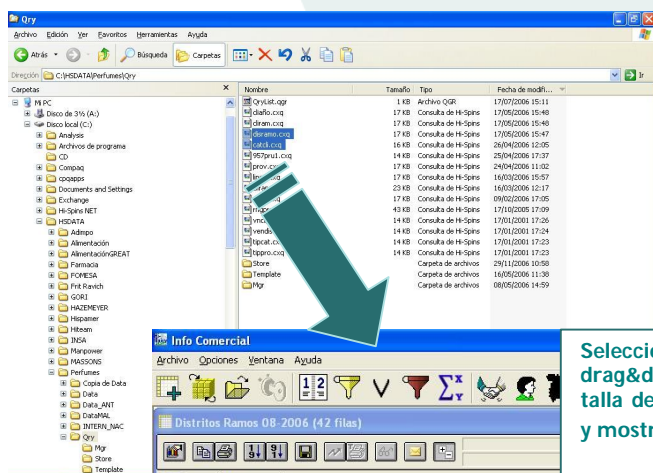 Qry
Archivo Edición Ver Favoritos Herramientas Ayuda
Atrás Búsqueda Carpetas
Dirección C:\HSDATA\Perfumes\Qry Ir
Carpetas
Nombre Tamaño Tipo Fecha de modifi...
Mi PC
Disco de 3½ (A:)
Disco local (C:)
Analysis
Archivos de programa
CD
Compaq
cpqapps
Documents and Settings
Exchange
Hi-Spins NET
HSDATA
Adimpo
Alimentación
AlimentaciónGREAT
Farmacia
FOMESA
Frit Ravich
GORI
HAZEMEYER
Hispamer
Hiteam
INSA
Manpower
MASSONS
Perfumes
Copia de Data
Data
Data_ANT
DataMAL
INTERN_NAC
Qry
Mgr
Store
Template
QryList.qgr 1 KB Archivo QGR 17/07/2006 15:11
diaño.cxq 17 KB Consulta de Hi-Spins 17/05/2006 15:48
diram.cxq 17 KB Consulta de Hi-Spins 17/05/2006 15:48
disramo.cxq 17 KB Consulta de Hi-Spins 17/05/2006 15:47
catcli.cxq 16 KB Consulta de Hi-Spins 26/04/2006 12:05
957pru1.cxq 14 KB Consulta de Hi-Spins 25/04/2006 17:37
prov.cxq 17 KB Consulta de Hi-Spins 24/04/2006 11:02
17 KB Consulta de Hi-Spins 16/03/2006 15:57
23 KB Consulta de Hi-Spins 16/03/2006 12:17
17 KB Consulta de Hi-Spins 09/02/2006 17:05
43 KB Consulta de Hi-Spins 17/10/2005 17:09
14 KB Consulta de Hi-Spins 17/01/2001 17:26
14 KB Consulta de Hi-Spins 17/01/2001 17:24
tipcat.cxq 14 KB Consulta de Hi-Spins 17/01/2001 17:23
tippro.cxq 14 KB Consulta de Hi-Spins 17/01/2001 17:23
Store Carpeta de archivos 29/11/2006 10:58
Template Carpeta de archivos 16/05/2006 11:38
Mgr Carpeta de archivos 08/05/2006 14:59
Info Comercial
Archivo Opciones Ventana Ayuda
Distritos Ramos 08-2006 (42 filas)
Selecci
drag&d
talla de
y mostr